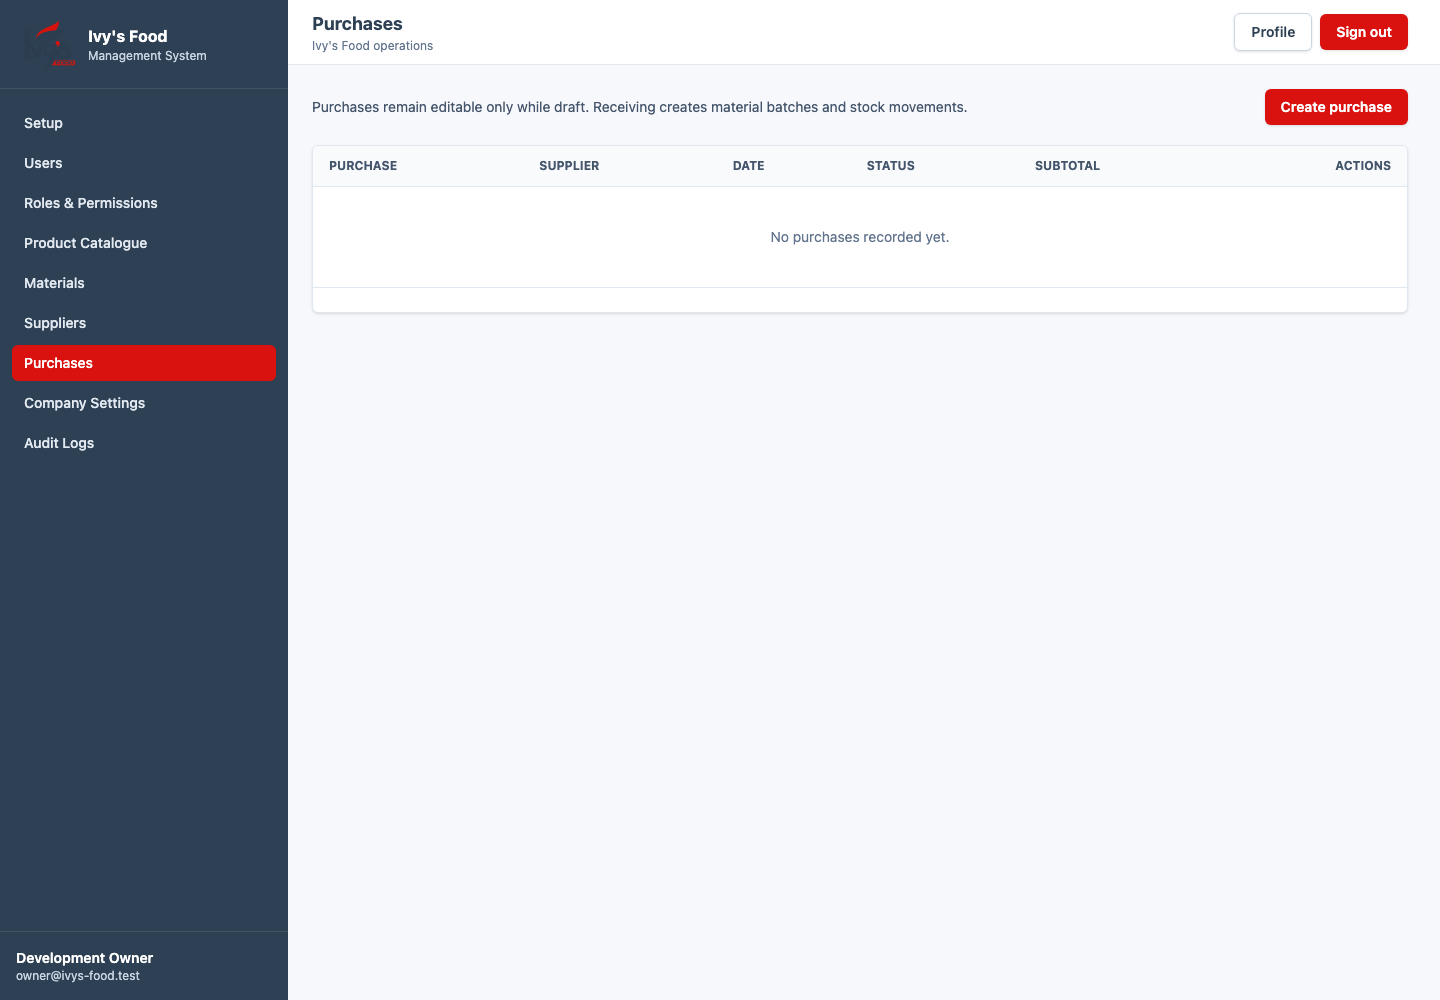 Ivy's Food
Management System
Setup
Users
Roles & Permissions
Product Catalogue
Materials
Suppliers
Purchases
Company Settings
Audit Logs
Development Owner
owner@ivys-food.test
Purchases
Ivy's Food operations
Profile
Sign out
Purchases remain editable only while draft. Receiving creates material batches and stock movements.
Create purchase
PURCHASE SUPPLIER DATE STATUS SUBTOTAL ACTIONS
No purchases recorded yet.